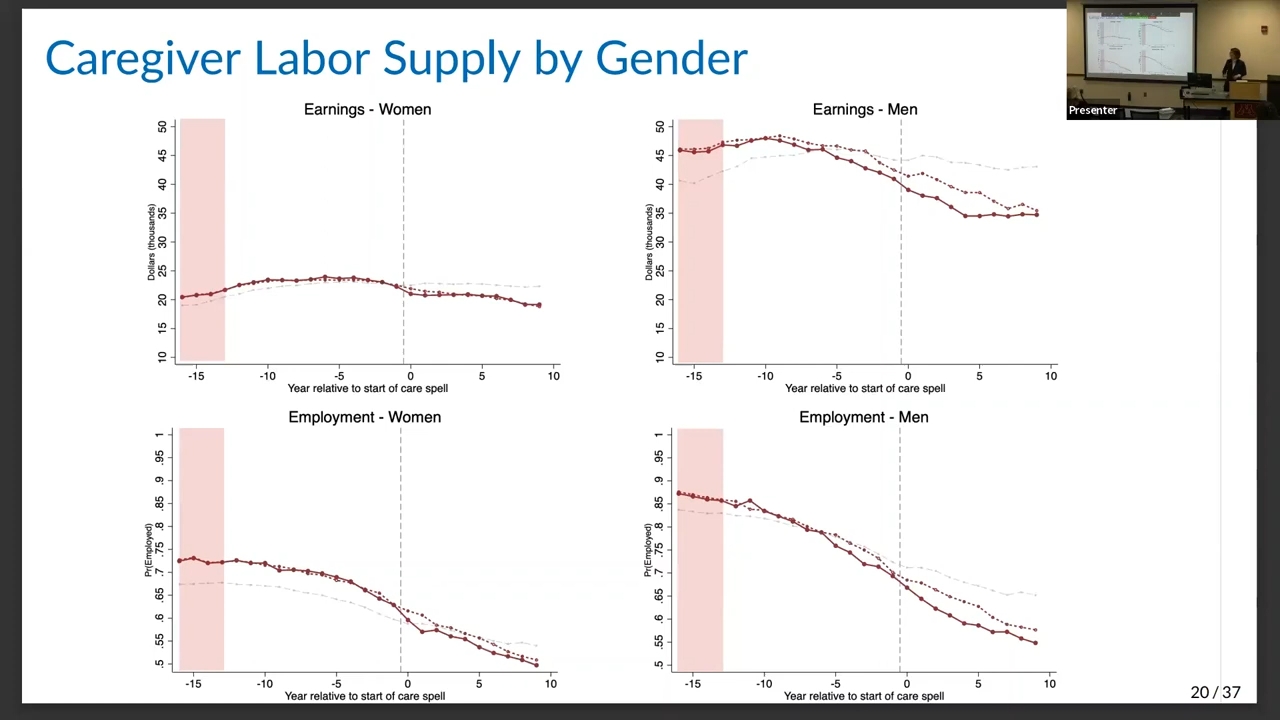 Caregiver Labor Supply by Gender
Presenter
Earnings - Women
Dollars (thousands)
50
45
40
35
30
25
20
15
10
-15 -10 -5 0 5 10
Year relative to start of care spell
Earnings - Men
Dollars (thousands)
50
45
40
35
30
25
20
15
10
-15 -10 -5 0 5 10
Year relative to start of care spell
Employment - Women
Pr(Employed)
1
.95
.9
.85
.8
.75
.7
.65
.6
.55
.5
-15 -10 -5 0 5 10
Year relative to start of care spell
Employment - Men
Pr(Employed)
1
.95
.9
.85
.8
.75
.7
.65
.6
.55
.5
-15 -10 -5 0 5 10
Year relative to start of care spell
20 / 37